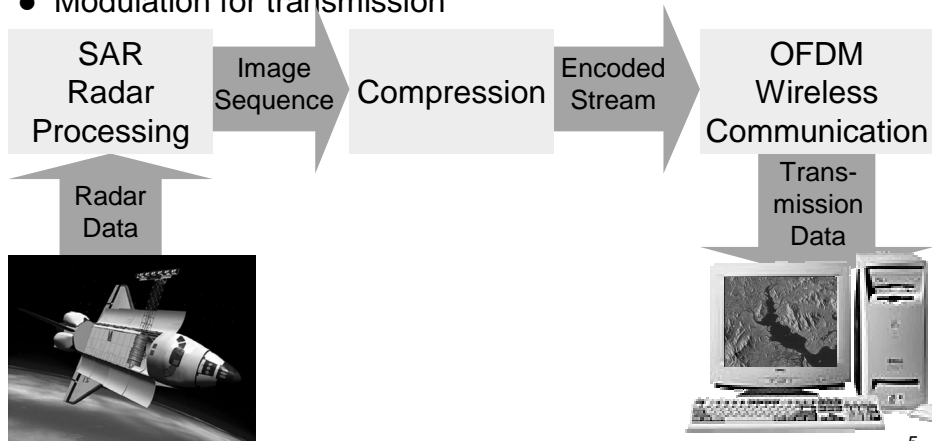 ● Modulation for transmission
SAR
Radar
Processing
Image
Sequence
Compression
Encoded
Stream
OFDM
Wireless
Communication
Radar
Data
Trans-
mission
Data
5